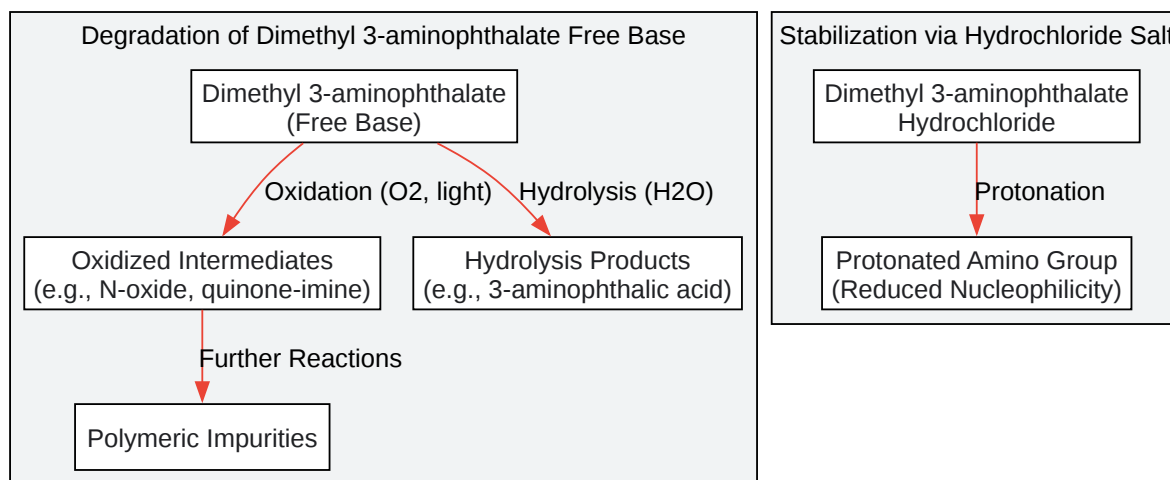 Degradation of Dimethyl 3-aminophthalate Free Base
Dimethyl 3-aminophthalate
(Free Base)
Oxidation (O2, light)
Hydrolysis (H2O)
Oxidized Intermediates
(e.g., N-oxide, quinone-imine)
Hydrolysis Products
(e.g., 3-aminophthalic acid)
Further Reactions
Polymeric Impurities
Stabilization via Hydrochloride Salt
Dimethyl 3-aminophthalate
Hydrochloride
Protonation
Protonated Amino Group
(Reduced Nucleophilicity)